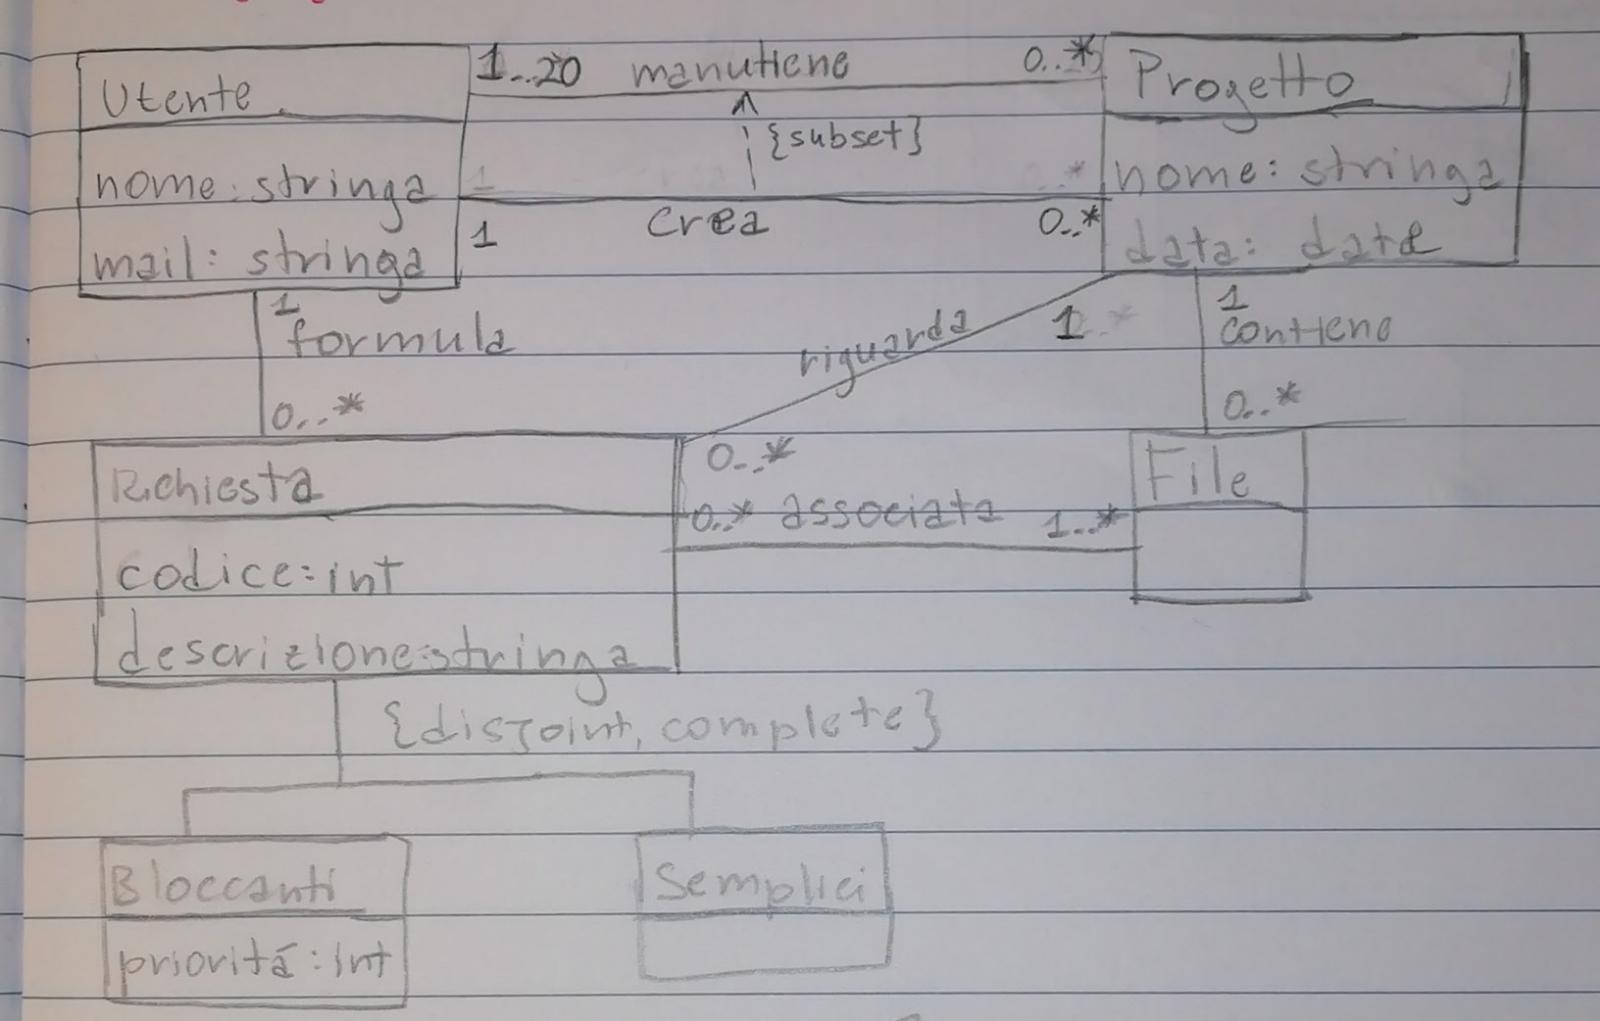 Utente
1..20 manutiene 0..*
Progetto
{subset}
nome: stringa
mail: stringa
1 crea 0..*
nome: stringa
data: date
1
formula
0..*
riguarda
1
0..*
1
contiene
0..*
Richiesta
codice: int
descrizione: stringa
0..* associata 1..*
File
{disjoint, complete}
Bloccanti
priorità: int
Semplici